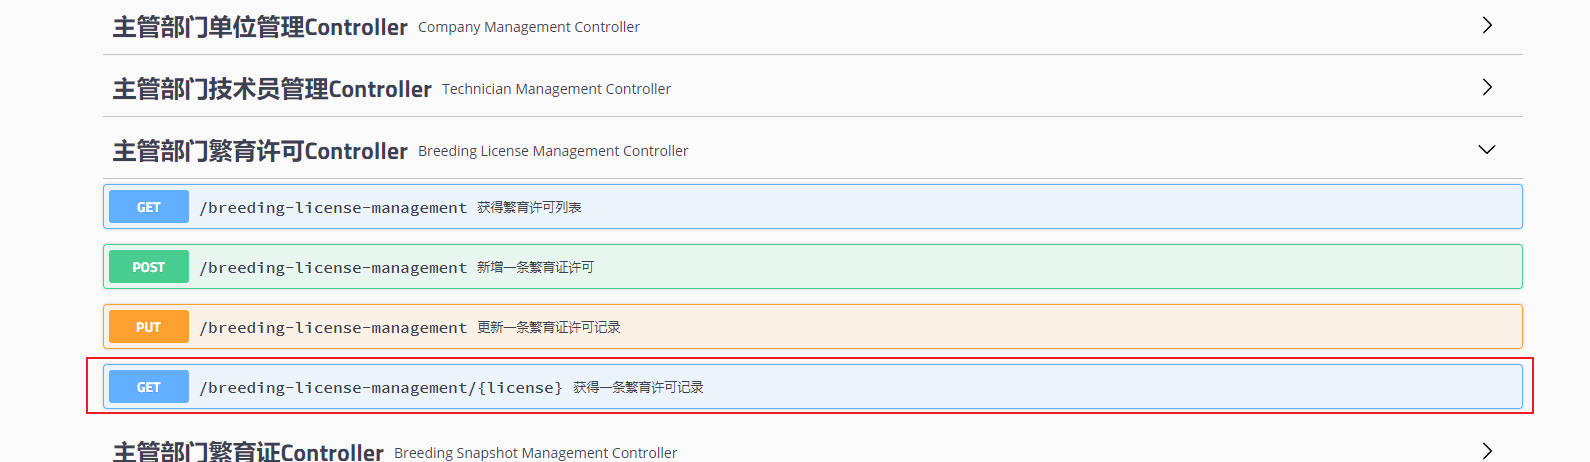 主管部门单位管理Controller Company Management Controller
主管部门技术员管理Controller Technician Management Controller
主管部门繁育许可Controller Breeding License Management Controller
GET /breeding-license-management 获得繁育许可列表
POST /breeding-license-management 新增一条繁育证许可
PUT /breeding-license-management 更新一条繁育证许可记录
GET /breeding-license-management/{license} 获得一条繁育许可记录
主管部门繁育证Controller Breeding Snapshot Management Controller